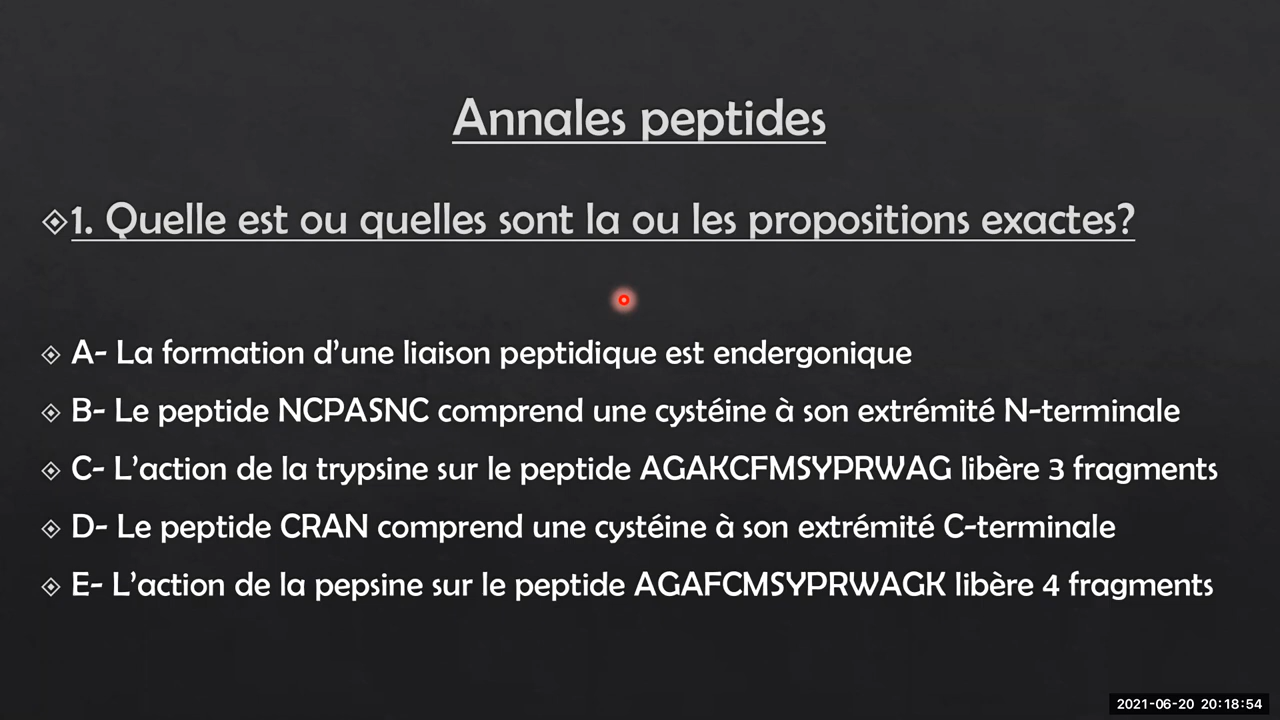 Annales peptides
1. Quelle est ou quelles sont la ou les propositions exactes?
A- La formation d’une liaison peptidique est endergonique
B- Le peptide NCPASNC comprend une cystéine à son extrémité N-terminale
C- L’action de la trypsine sur le peptide AGAKCFMSYPRWAG libère 3 fragments
D- Le peptide CRAN comprend une cystéine à son extrémité C-terminale
E- L’action de la pepsine sur le peptide AGAFCMSYPRWAGK libère 4 fragments
2021-06-20 20:18:54